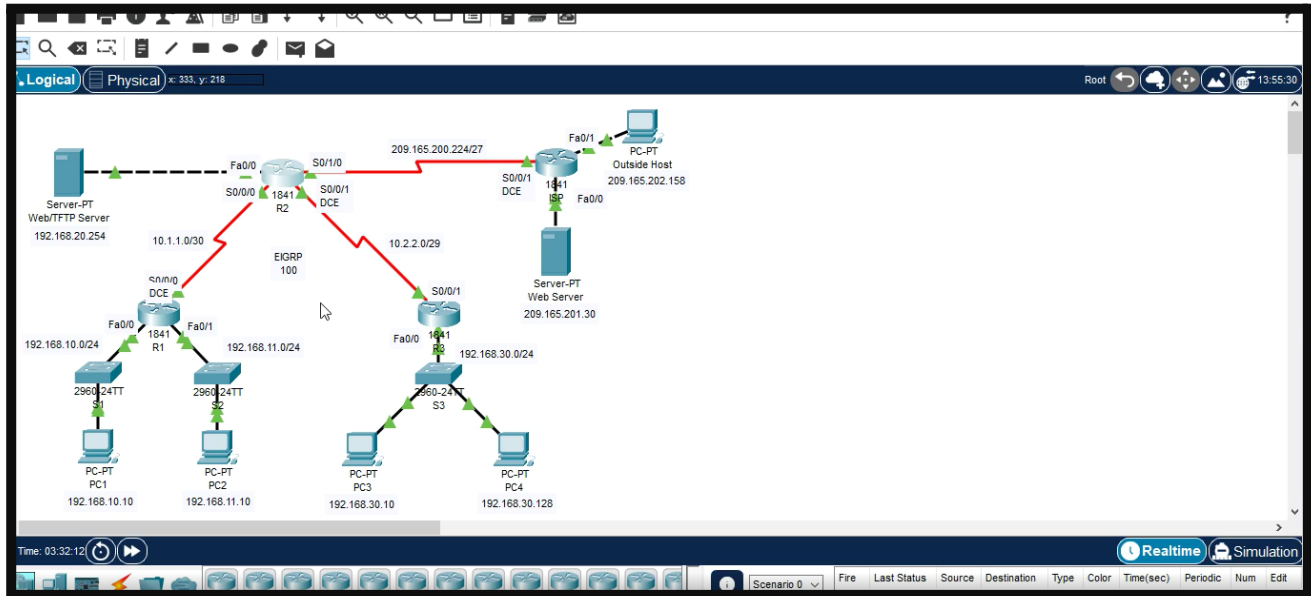 Logical Physical x: 333, y: 218 Root 13:55:30
209.165.200.224/27
Fa0/1
PC-PT
Outside Host
209.165.202.158
Fa0/0
S0/1/0
S0/0/1
DCE
1841
ISP
Fa0/0
Server-PT
Web/TFTP Server
192.168.20.254
S0/0/0
1841
R2
S0/0/1
DCE
10.1.1.0/30
10.2.2.0/29
EIGRP
100
Server-PT
Web Server
209.165.201.30
S0/0/0
DCE
S0/0/1
Fa0/0
Fa0/1
1841
R1
192.168.10.0/24
192.168.11.0/24
Fa0/0
1841
R3
192.168.30.0/24
2960-24TT
S1
2960-24TT
S2
2960-24TT
S3
PC-PT
PC1
192.168.10.10
PC-PT
PC2
192.168.11.10
PC-PT
PC3
192.168.30.10
PC-PT
PC4
192.168.30.128
Time: 03:32:12 Realtime Simulation
Scenario 0 Fire Last Status Source Destination Type Color Time(sec) Periodic Num Edit